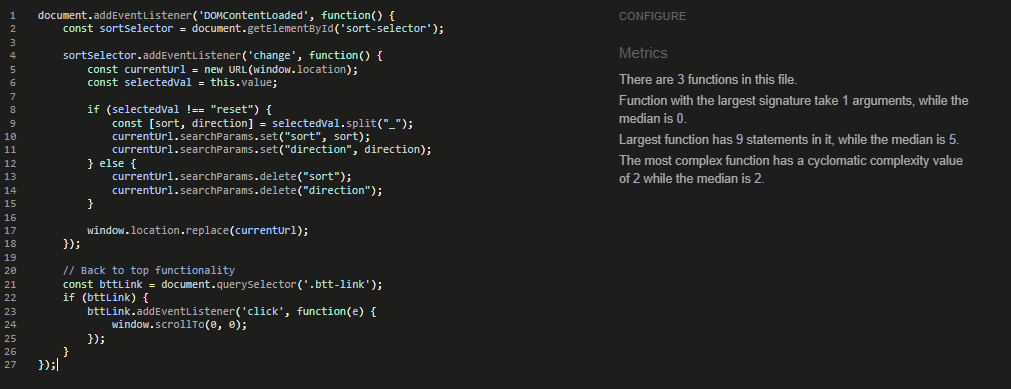 1 document.addEventListener('DOMContentLoaded', function() {
2 const sortSelector = document.getElementById('sort-selector');
3
4 sortSelector.addEventListener('change', function() {
5 const currentUrl = new URL(window.location);
6 const selectedVal = this.value;
7
8 if (selectedVal !== "reset") {
9 const [sort, direction] = selectedVal.split("_");
10 currentUrl.searchParams.set("sort", sort);
11 currentUrl.searchParams.set("direction", direction);
12 } else {
13 currentUrl.searchParams.delete("sort");
14 currentUrl.searchParams.delete("direction");
15 }
16
17 window.location.replace(currentUrl);
18 });
19
20 // Back to top functionality
21 const bttLink = document.querySelector('.btt-link');
22 if (bttLink) {
23 bttLink.addEventListener('click', function(e) {
24 window.scrollTo(0, 0);
25 });
26 }
27 });
CONFIGURE
Metrics
There are 3 functions in this file.
Function with the largest signature take 1 arguments, while the
median is 0.
Largest function has 9 statements in it, while the median is 5.
The most complex function has a cyclomatic complexity value
of 2 while the median is 2.